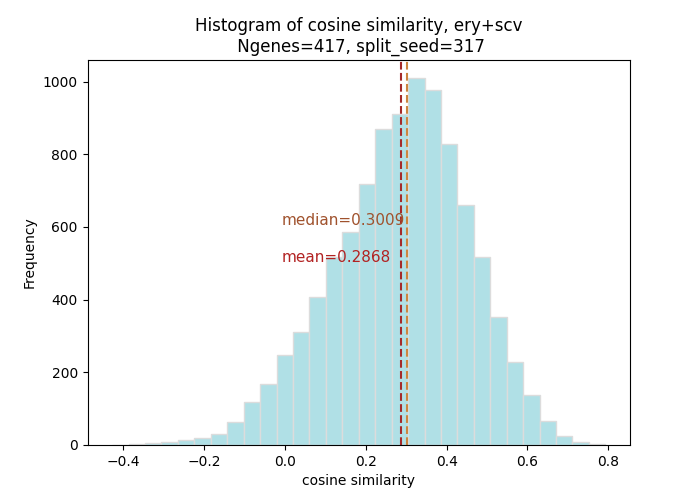 Histogram of cosine similarity, ery+scv
Ngenes=417, split_seed=317
1000
800
600
400
200
0
Frequency
median=0.3009
mean=0.2868
−0.4
−0.2
0.0
0.2
0.4
0.6
0.8
cosine similarity